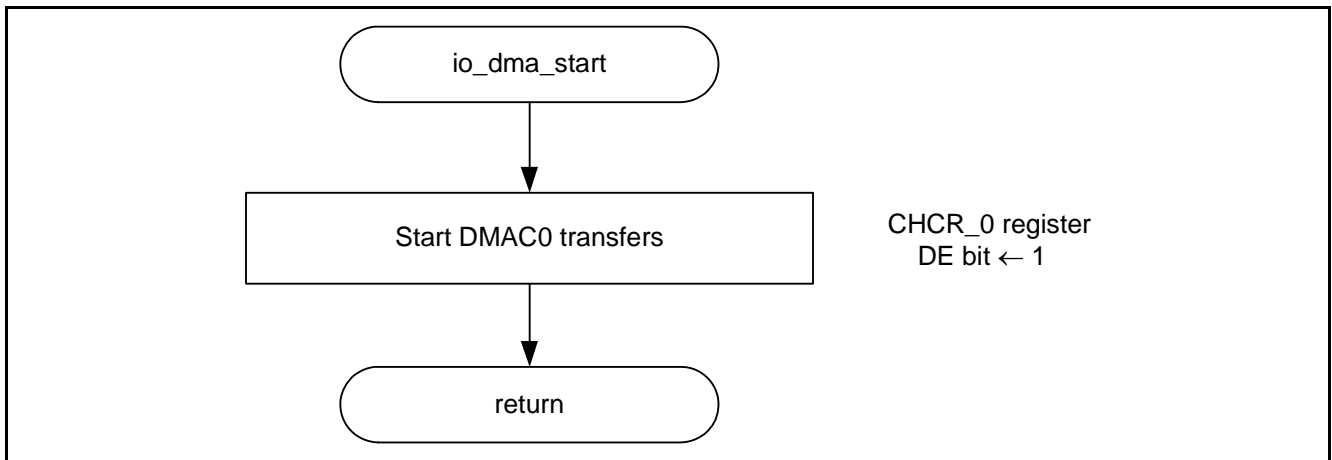 io_dma_start
Start DMAC0 transfers
CHCR_0 register
DE bit ← 1
return